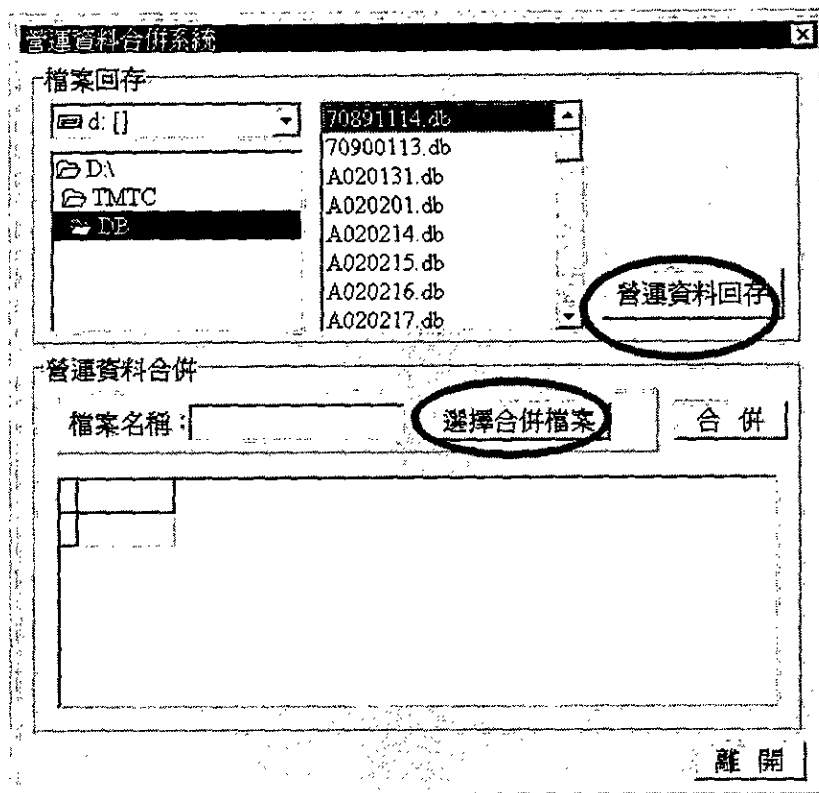 營運資料合併系統
檔案回存
d: []
D:\
TMTC
DB
70891114.db
70900113.db
A020131.db
A020201.db
A020214.db
A020215.db
A020216.db
A020217.db
營運資料回存
營運資料合併
檔案名稱：
選擇合併檔案
合 併
離 開